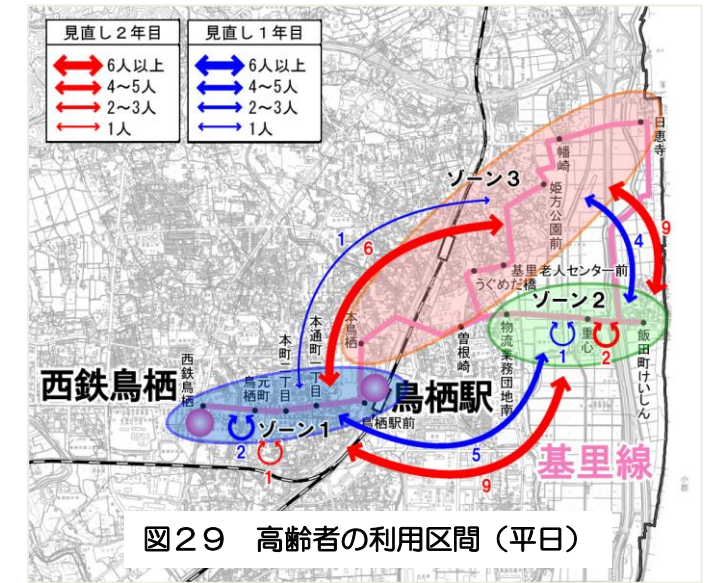 見直し2年目
6人以上
4～5人
2～3人
1人
見直し1年目
6人以上
4～5人
2～3人
1人
日恵寺
幡崎
ゾーン3
姫方公園前
1
6
4
9
基里老人センター前
うぐめだ橋
ゾーン2
本鳥栖
曽根崎
物流業務団地南
重心
飯田町けいしん
1
2
西鉄鳥栖
西鉄鳥栖
鳥栖元町
本町一丁目
本通町一丁目
鳥栖駅
鳥栖駅前
ゾーン1
2
1
5
9
基里線
小郡
図29 高齢者の利用区間（平日）